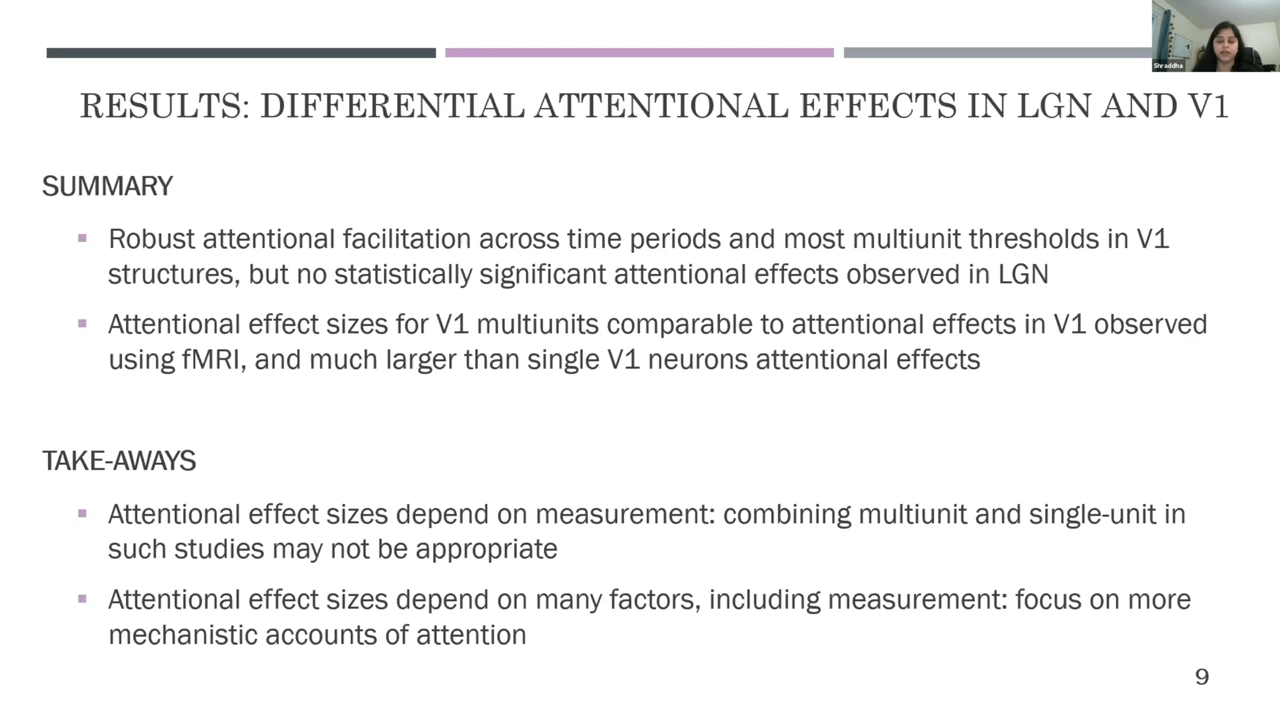 Shraddha
RESULTS: DIFFERENTIAL ATTENTIONAL EFFECTS IN LGN AND V1
SUMMARY
▪ Robust attentional facilitation across time periods and most multiunit thresholds in V1
structures, but no statistically significant attentional effects observed in LGN
▪ Attentional effect sizes for V1 multiunits comparable to attentional effects in V1 observed
using fMRI, and much larger than single V1 neurons attentional effects
TAKE-AWAYS
▪ Attentional effect sizes depend on measurement: combining multiunit and single-unit in
such studies may not be appropriate
▪ Attentional effect sizes depend on many factors, including measurement: focus on more
mechanistic accounts of attention
9